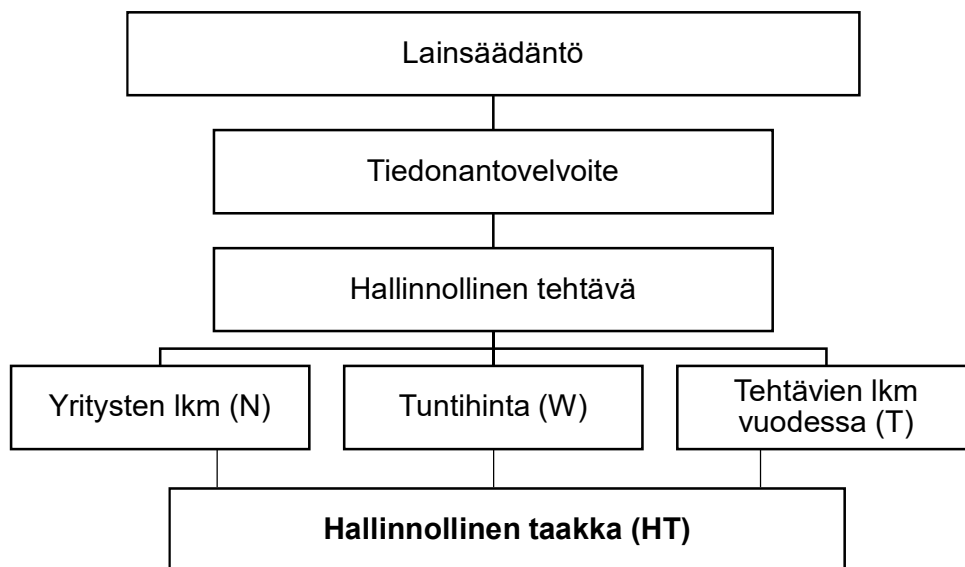 Lainsäädäntö
Tiedonantovelvoite
Hallinnollinen tehtävä
Yritysten lkm (N)
Tuntihinta (W)
Tehtävien lkm
vuodessa (T)
Hallinnollinen taakka (HT)